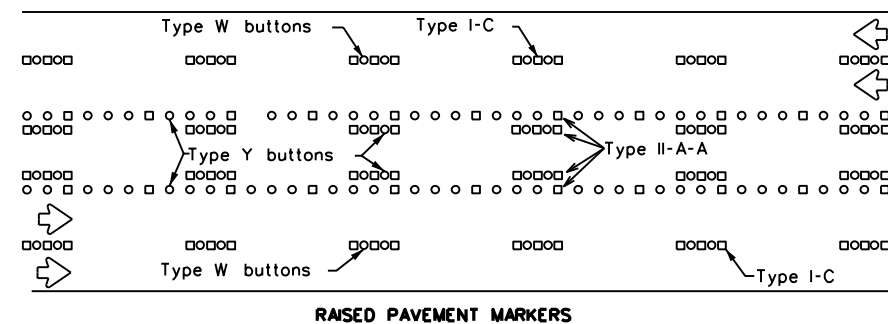 Type W buttons
Type I-C
Type Y buttons
Type II-A-A
Type W buttons
Type I-C
RAISED PAVEMENT MARKERS